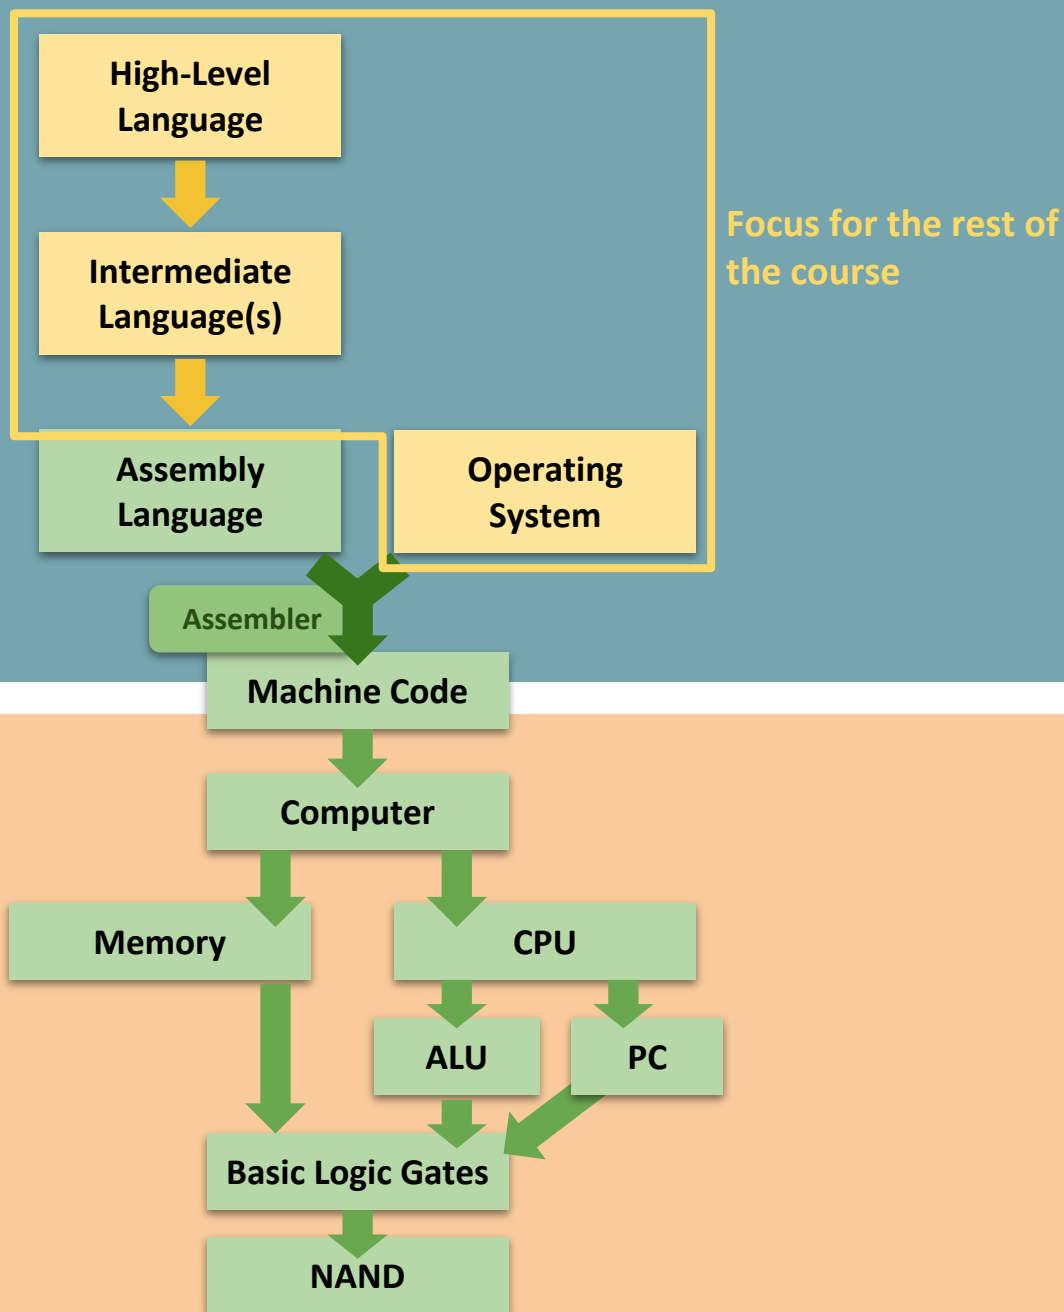 High-Level
Language
Focus for the rest of
the course
Intermediate
Language(s)
Assembly
Language
Operating
System
Assembler
Machine Code
Computer
Memory
CPU
ALU
PC
Basic Logic Gates
NAND